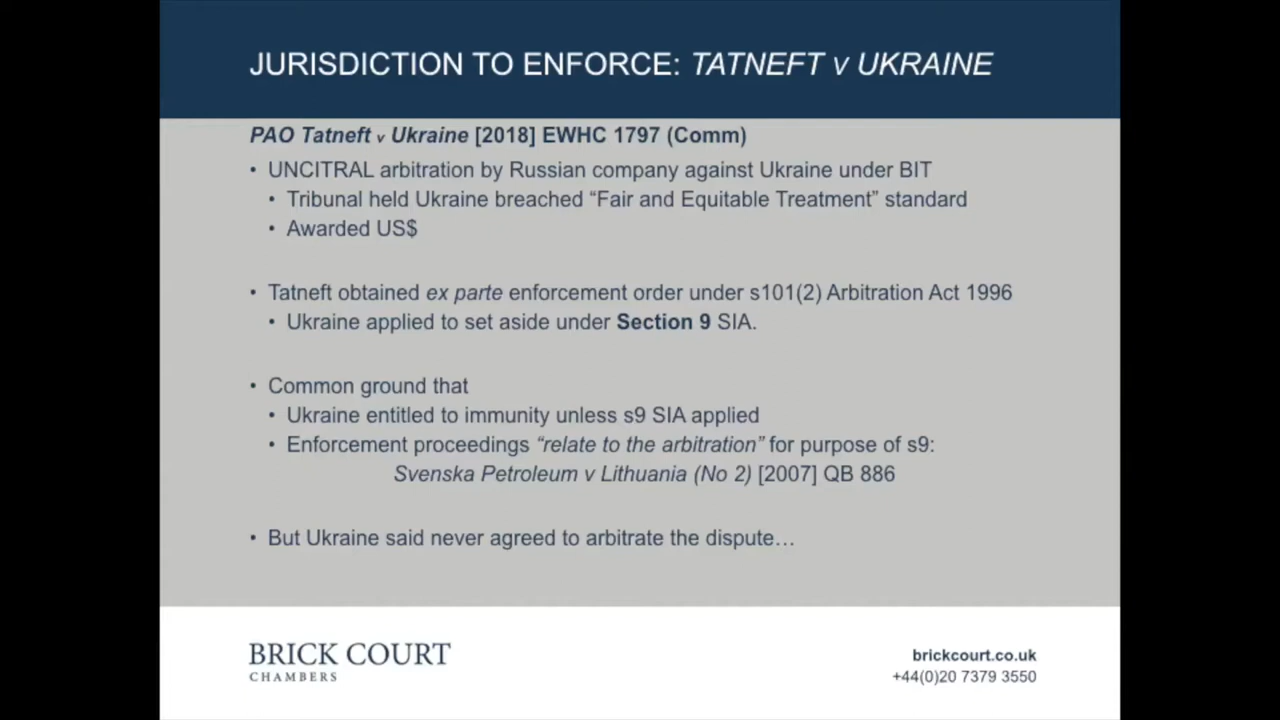 JURISDICTION TO ENFORCE: TATNEFT v UKRAINE
PAO Tatneft v Ukraine [2018] EWHC 1797 (Comm)
• UNCITRAL arbitration by Russian company against Ukraine under BIT
• Tribunal held Ukraine breached “Fair and Equitable Treatment” standard
• Awarded US$
• Tatneft obtained ex parte enforcement order under s101(2) Arbitration Act 1996
• Ukraine applied to set aside under Section 9 SIA.
• Common ground that
• Ukraine entitled to immunity unless s9 SIA applied
• Enforcement proceedings “relate to the arbitration” for purpose of s9:
Svenska Petroleum v Lithuania (No 2) [2007] QB 886
• But Ukraine said never agreed to arbitrate the dispute…
BRICK COURT
CHAMBERS
brickcourt.co.uk
+44(0)20 7379 3550